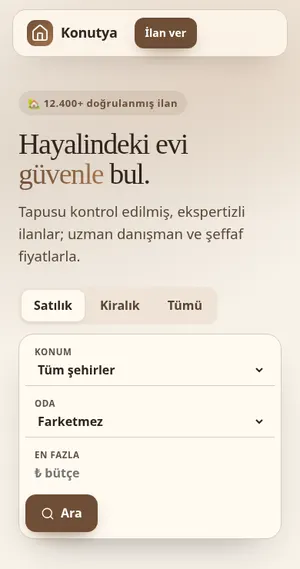 Konutya
İlan ver
🏡 12.400+ doğrulanmış ilan
Hayalindeki evi
güvenle bul.
Tapusu kontrol edilmiş, ekspertizli
ilanlar; uzman danışman ve şeffaf
fiyatlarla.
Satılık
Kiralık
Tümü
KONUM
Tüm şehirler
ODA
Farketmez
EN FAZLA
₺ bütçe
Ara